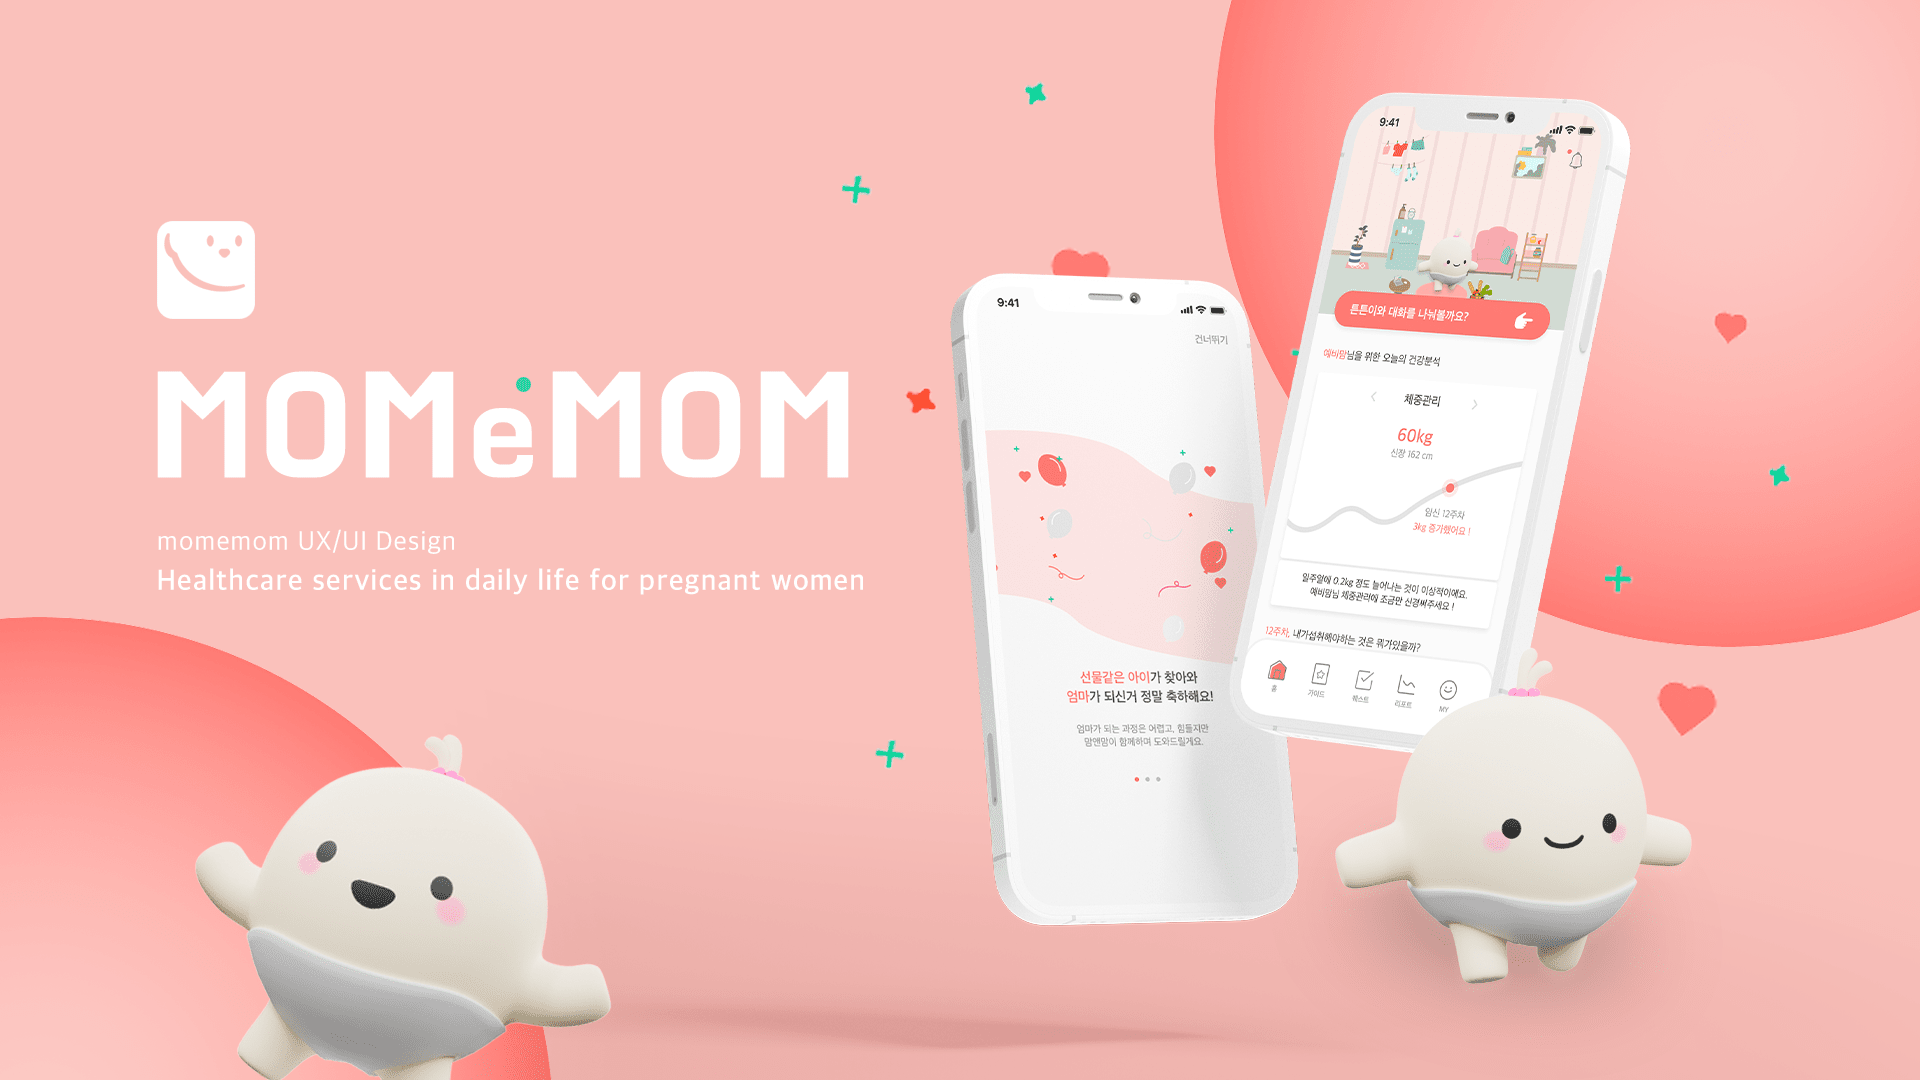 MOMeMOM
momemom UX/UI Design
Healthcare services in daily life for pregnant women
9:41
건너뛰기
선물같은 아이가 찾아와
엄마가 되신거 정말 축하해요!
엄마가 되는 과정은 어렵고, 힘들지만
맘앤맘이 함께하며 도와드릴게요.
9:41
튼튼이와 대화를 나눠볼까요?
예비맘님을 위한 오늘의 건강분석
체중관리
60kg
신장 162 cm
임신 12주차
3kg 증가했어요 !
일주일에 0.2kg 정도 늘어나는 것이 이상적이에요.
예비맘님 체중관리에 조금만 신경써주세요 !
12주차, 내가섭취해야하는 것은 뭐가있을까?
홈
가이드
퀘스트
리포트
MY